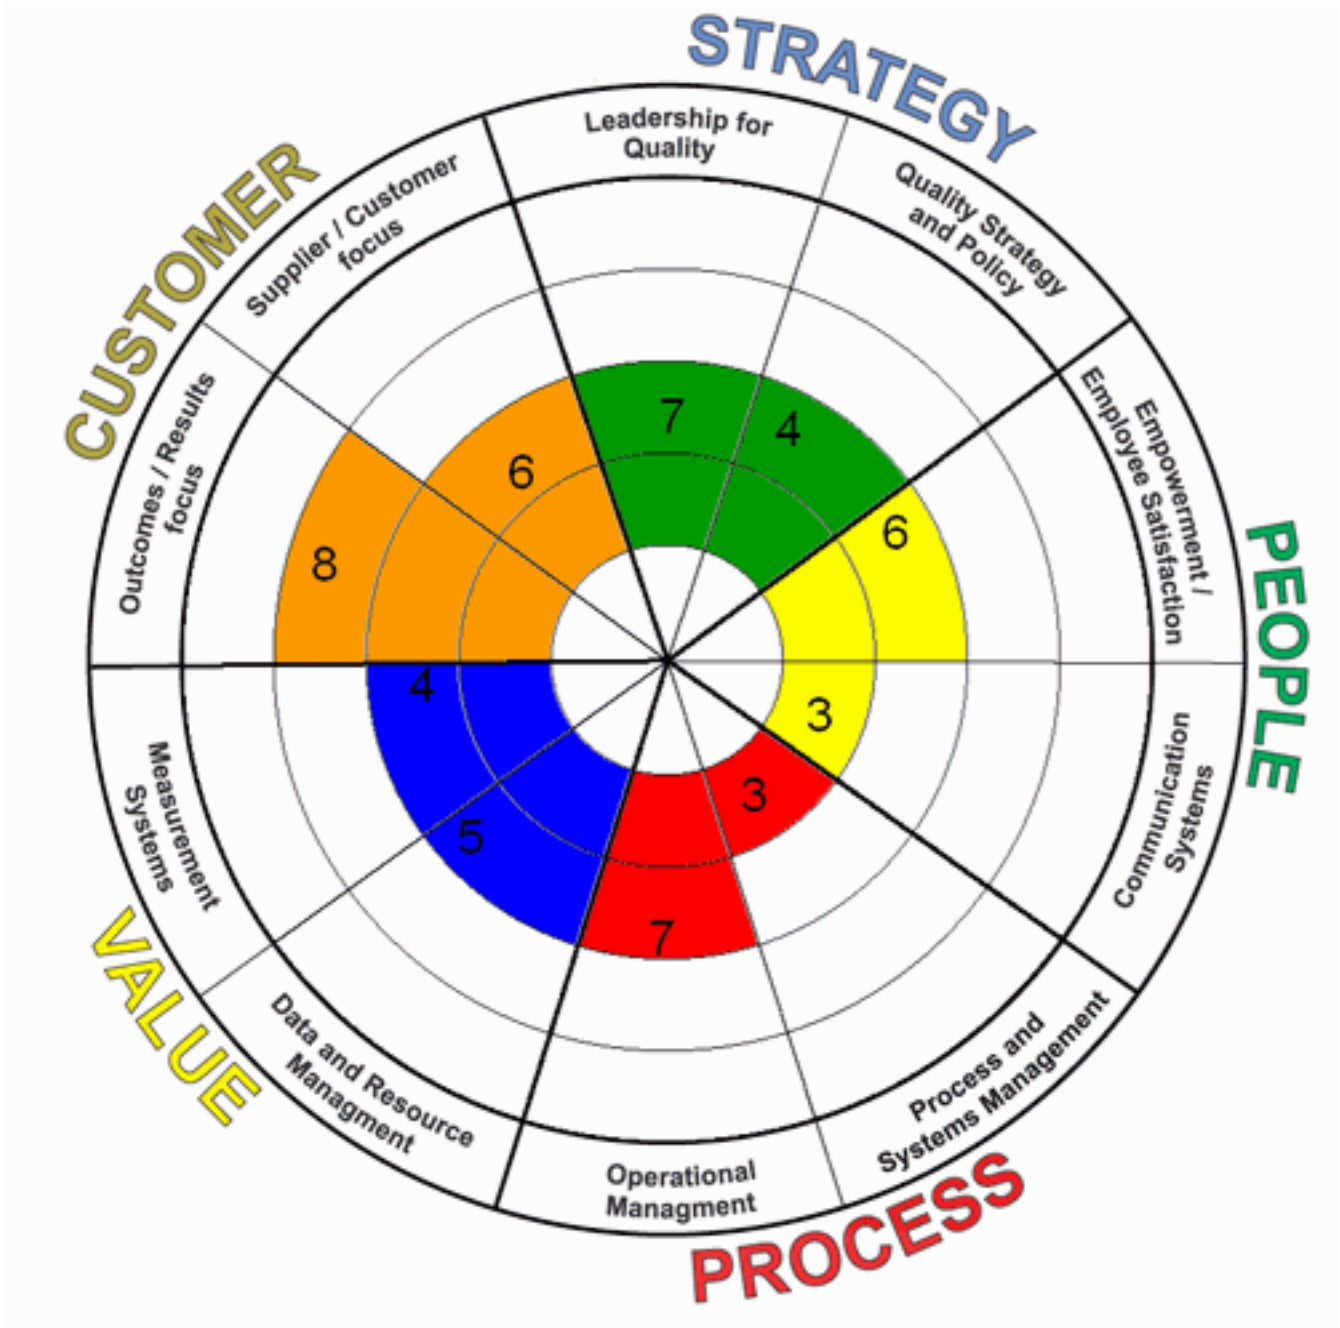 STRATEGY
Leadership for
Quality
7
Quality Strategy
and Policy
4
PEOPLE
Empowerment /
Employee Satisfaction
6
Communication
Systems
3
PROCESS
Process and
Systems Management
3
Operational
Managment
7
VALUE
Data and Resource
Managment
5
Measurement
Systems
4
CUSTOMER
Outcomes / Results
focus
8
Supplier / Customer
focus
6